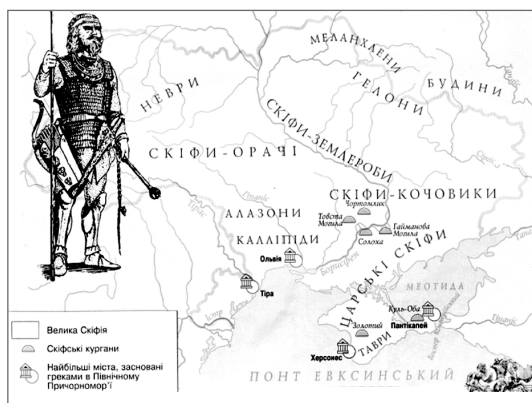 МЕЛАНХЛЕНИ
ГЕЛОНИ
БУДИНИ
НЕВРИ
СКІФИ-ЗЕМЛЕРОБИ
СКІФИ-ОРАЧІ
СКІФИ-КОЧОВИКИ
Чортомлик
Товста
Могила
Гайманова
Могила
Солоха
АЛАЗОНИ
КАЛЛІПІДИ
Ольвія
Борисфен
ЦАРСЬКІ СКІФИ
МЕОТИДА
Тіра
Куль-Оба
Пантікапей
Золотий
ТАВРИ
Херсонес
ПОНТ ЕВКСИНСЬКИЙ
Велика Скіфія
Скіфські кургани
Найбільші міста, засновані
греками в Північному
Причорномор'ї